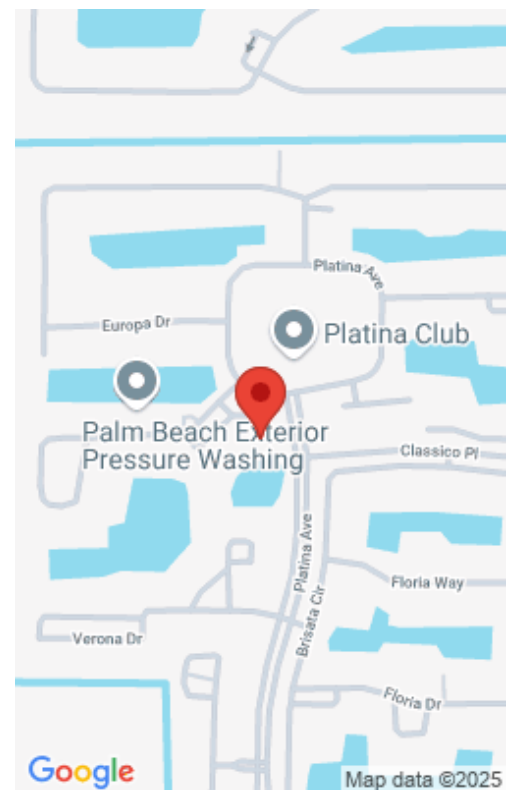 Platina Ave
Europa Dr
Platina Club
Palm Beach Exterior
Pressure Washing
Classico Pl
Platina Ave
Floria Way
Brisata Cir
Verona Dr
Floria Dr
Google
Map data ©2025